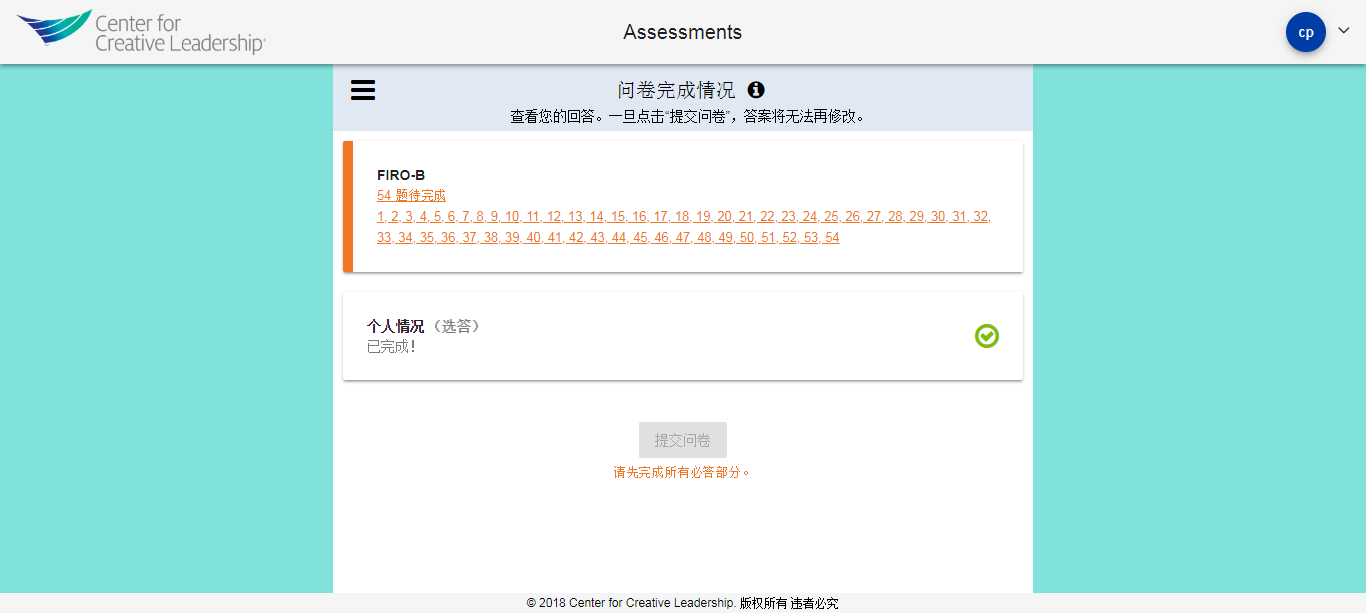 Center for
Creative Leadership®
Assessments
cp
问卷完成情况
查看您的回答。一旦点击“提交问卷”，答案将无法再修改。
FIRO-B
54 题待完成
1, 2, 3, 4, 5, 6, 7, 8, 9, 10, 11, 12, 13, 14, 15, 16, 17, 18, 19, 20, 21, 22, 23, 24, 25, 26, 27, 28, 29, 30, 31, 32,
33, 34, 35, 36, 37, 38, 39, 40, 41, 42, 43, 44, 45, 46, 47, 48, 49, 50, 51, 52, 53, 54
个人情况（选答）
已完成！
提交问卷
请先完成所有必答部分。
© 2018 Center for Creative Leadership. 版权所有 违者必究